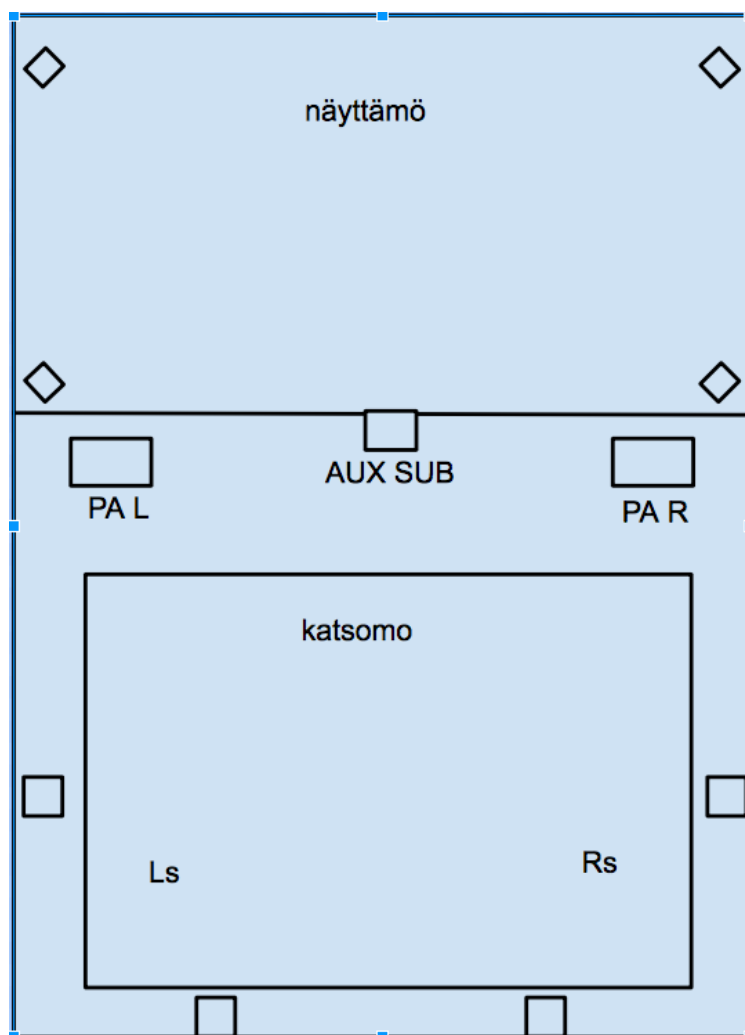 näyttämö
AUX SUB
PA L
PA R
katsomo
Ls
Rs